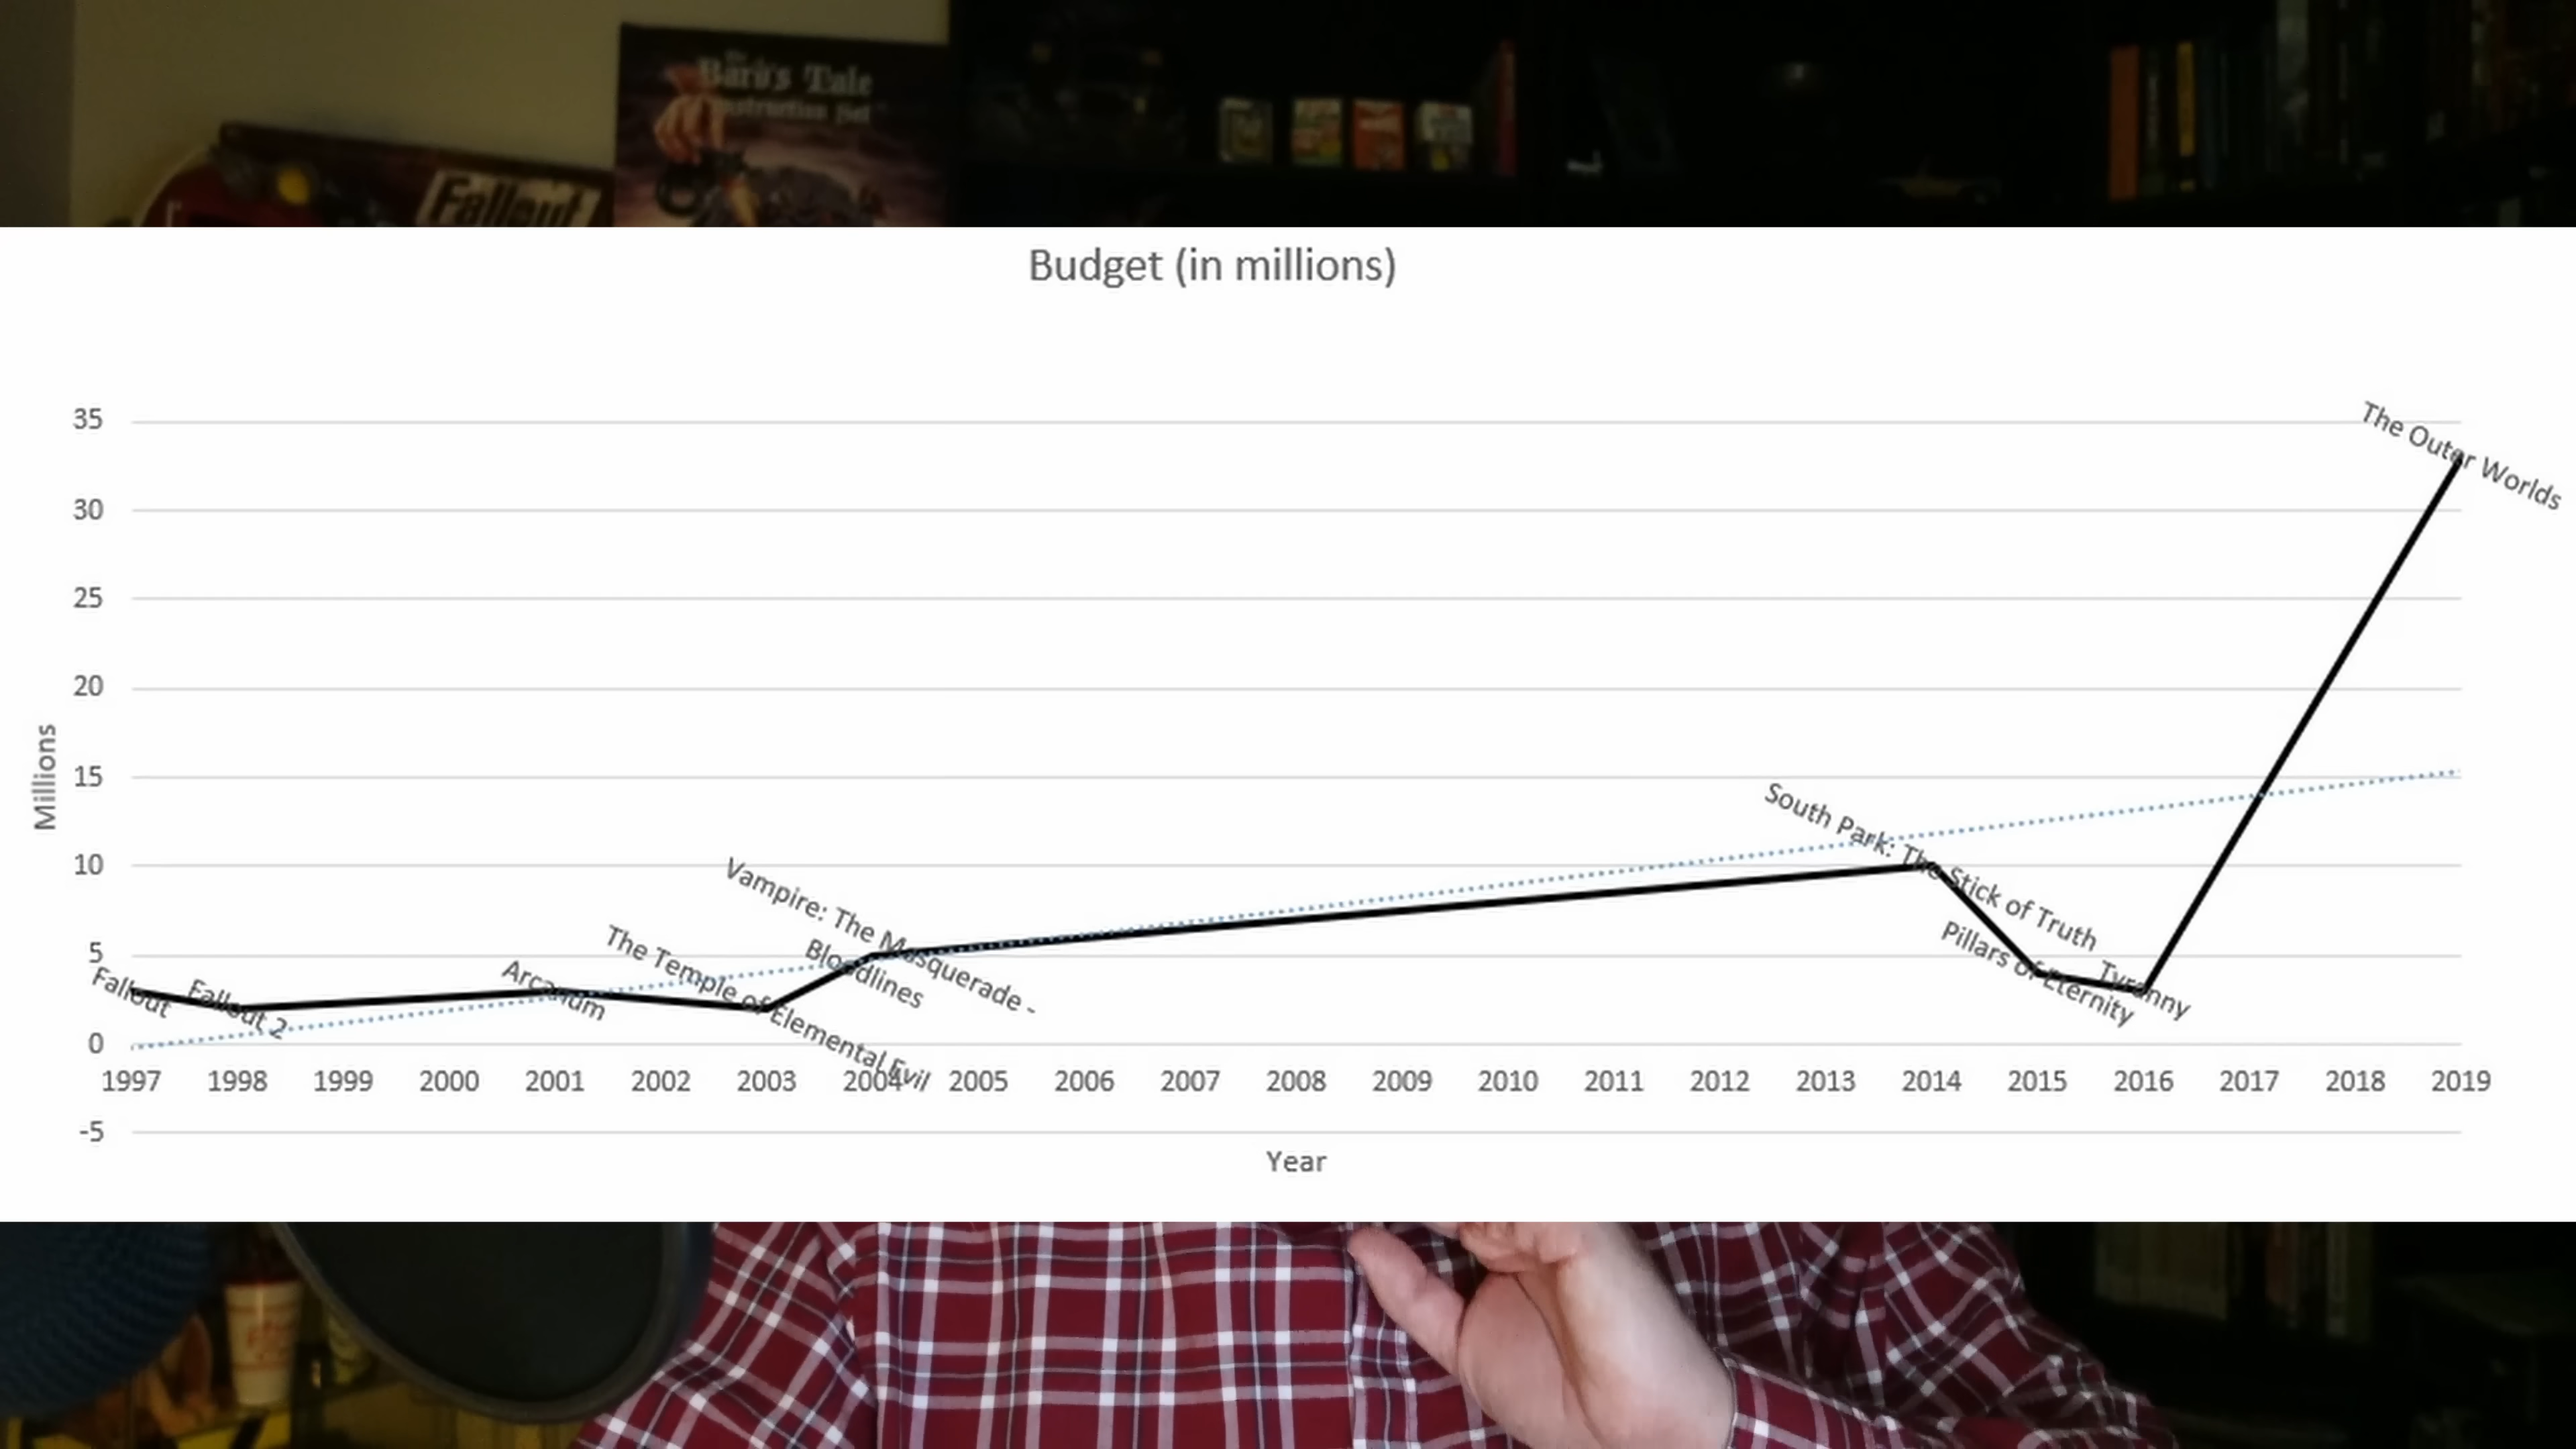 The
Bard's Tale
Construction Set
Fallout
Budget (in millions)
35
30
25
20
15
10
5
0
-5
Millions
Fallout
Fallout 2
Arcanum
The Temple of Elemental Evil
Vampire: The Masquerade -
Bloodlines
South Park: The Stick of Truth
Pillars of Eternity
Tyranny
The Outer Worlds
1997 1998 1999 2000 2001 2002 2003 2004 2005 2006 2007 2008 2009 2010 2011 2012 2013 2014 2015 2016 2017 2018 2019
Year